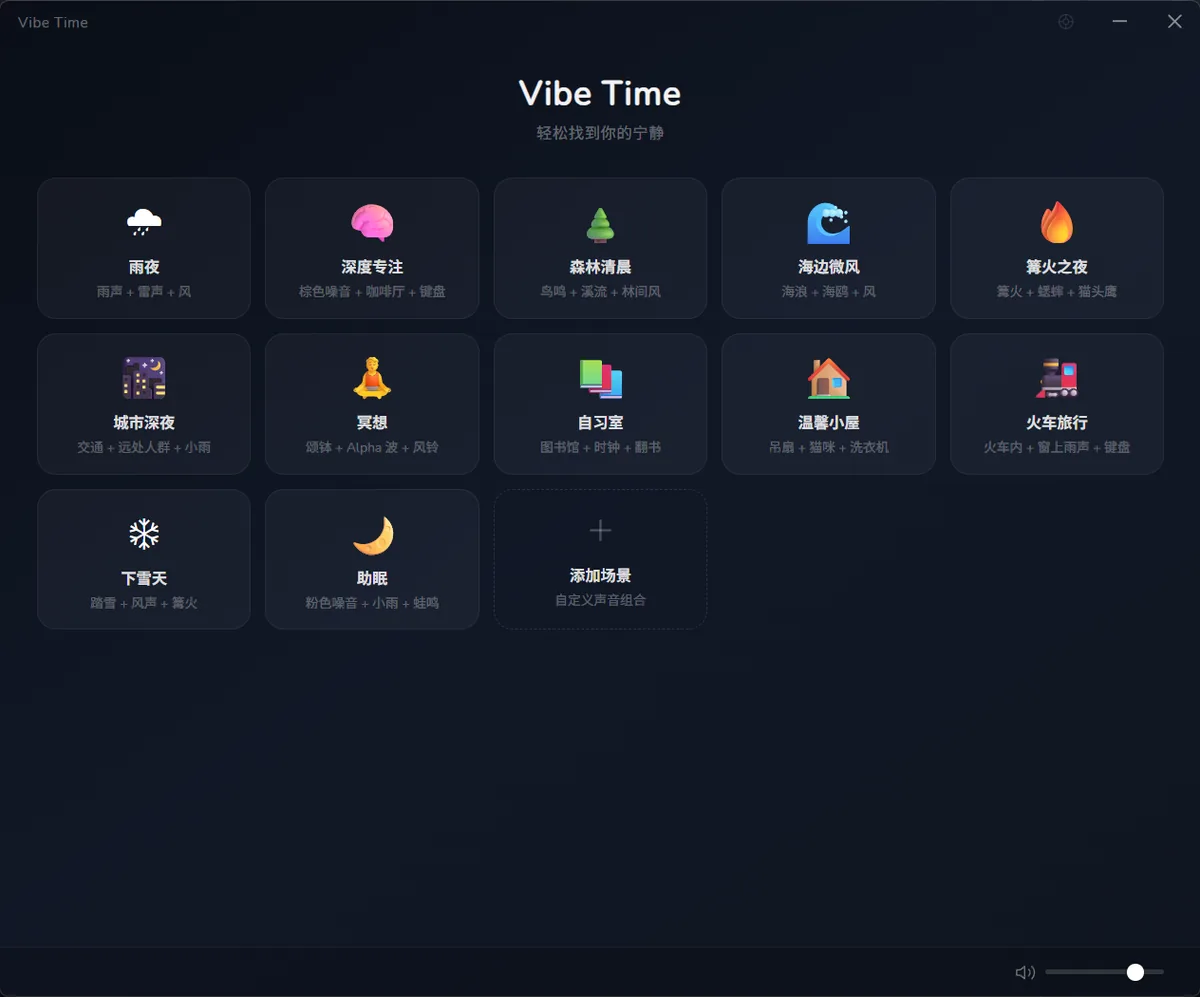 Vibe Time
Vibe Time
轻松找到你的宁静
雨夜
雨声 + 雷声 + 风
深度专注
棕色噪音 + 咖啡厅 + 键盘
森林清晨
鸟鸣 + 溪流 + 林间风
海边微风
海浪 + 海鸥 + 风
篝火之夜
篝火 + 蟋蟀 + 猫头鹰
城市深夜
交通 + 远处人群 + 小雨
冥想
颂钵 + Alpha 波 + 风铃
自习室
图书馆 + 时钟 + 翻书
温馨小屋
吊扇 + 猫咪 + 洗衣机
火车旅行
火车内 + 窗上雨声 + 键盘
下雪天
踏雪 + 风声 + 篝火
助眠
粉色噪音 + 小雨 + 蛙鸣
添加场景
自定义声音组合